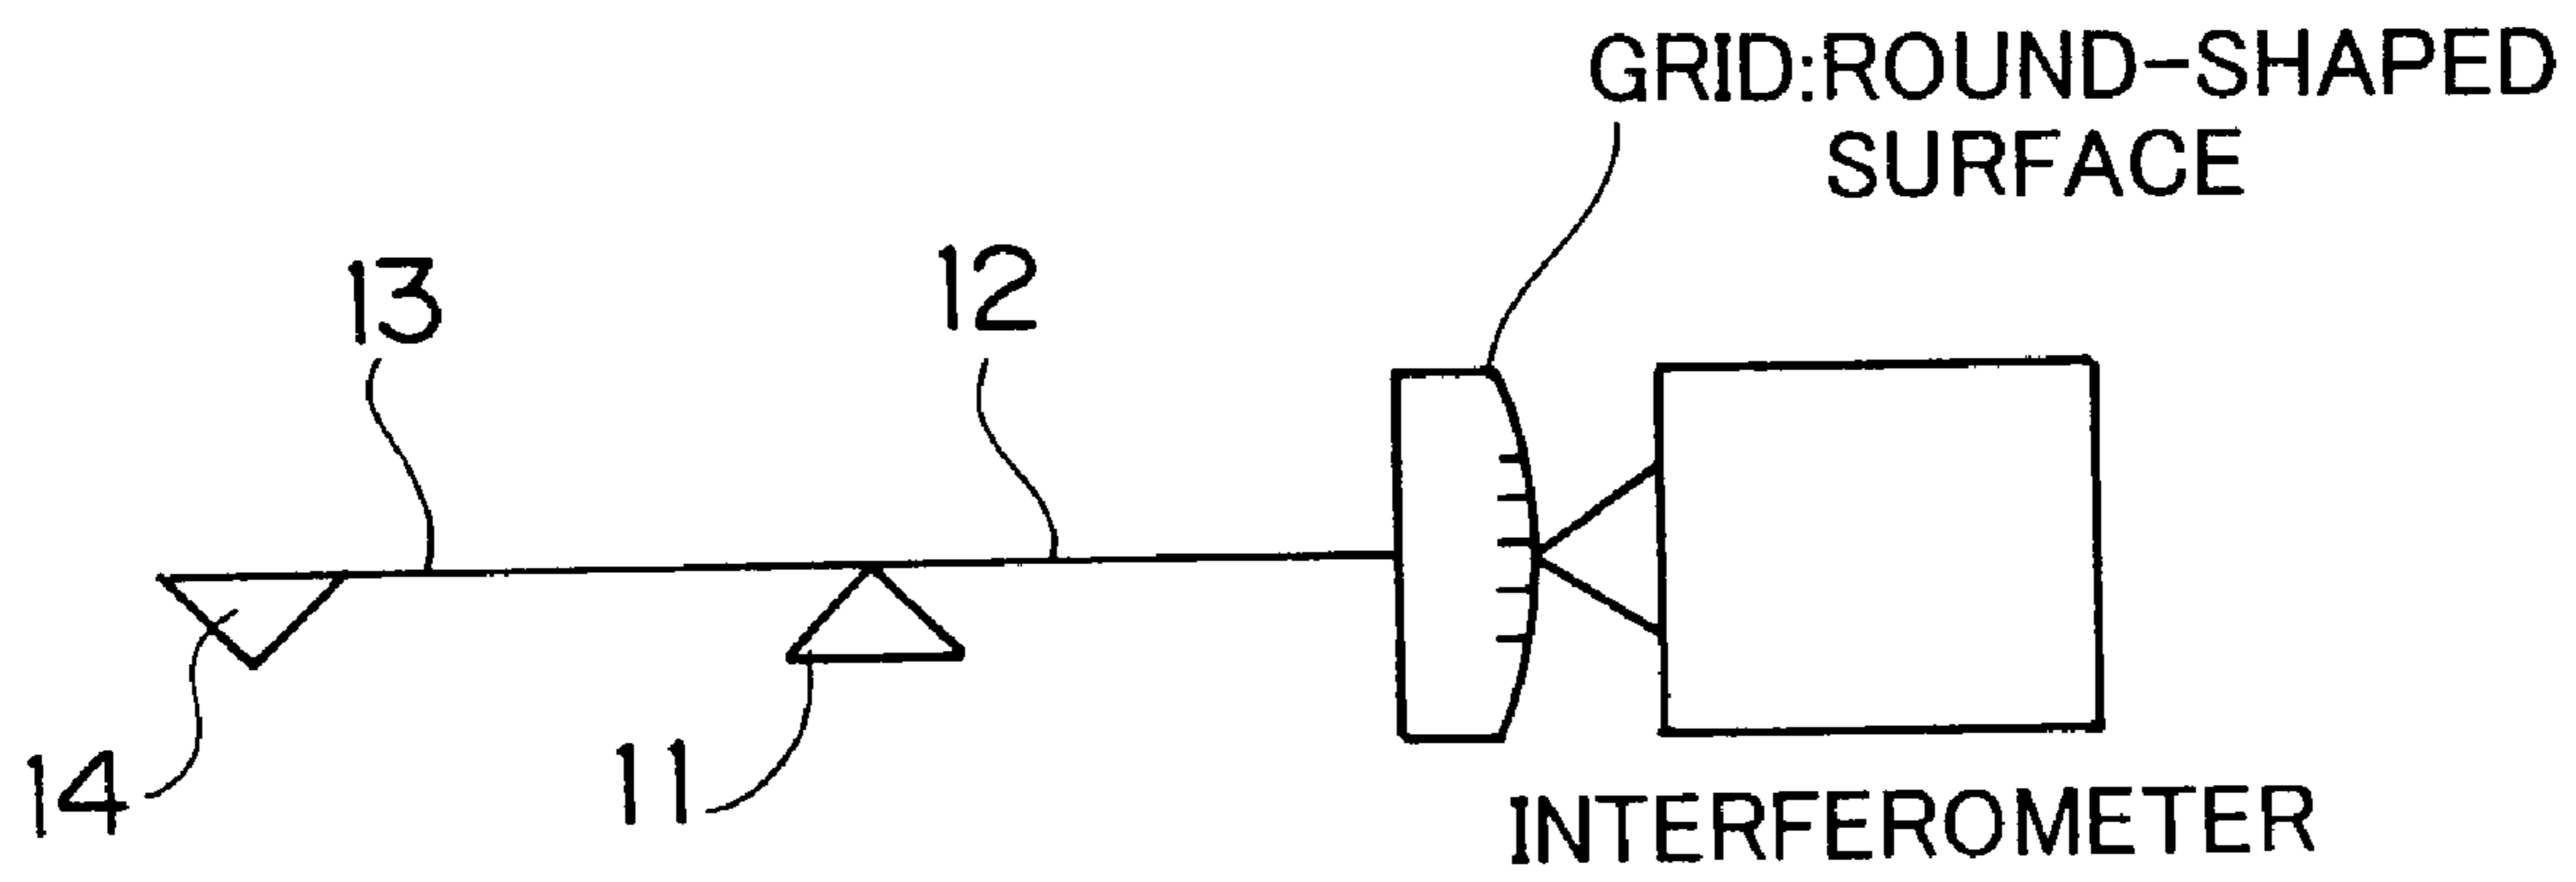 GRID:ROUND-SHAPED
SURFACE
13
12
14
11
INTERFEROMETER